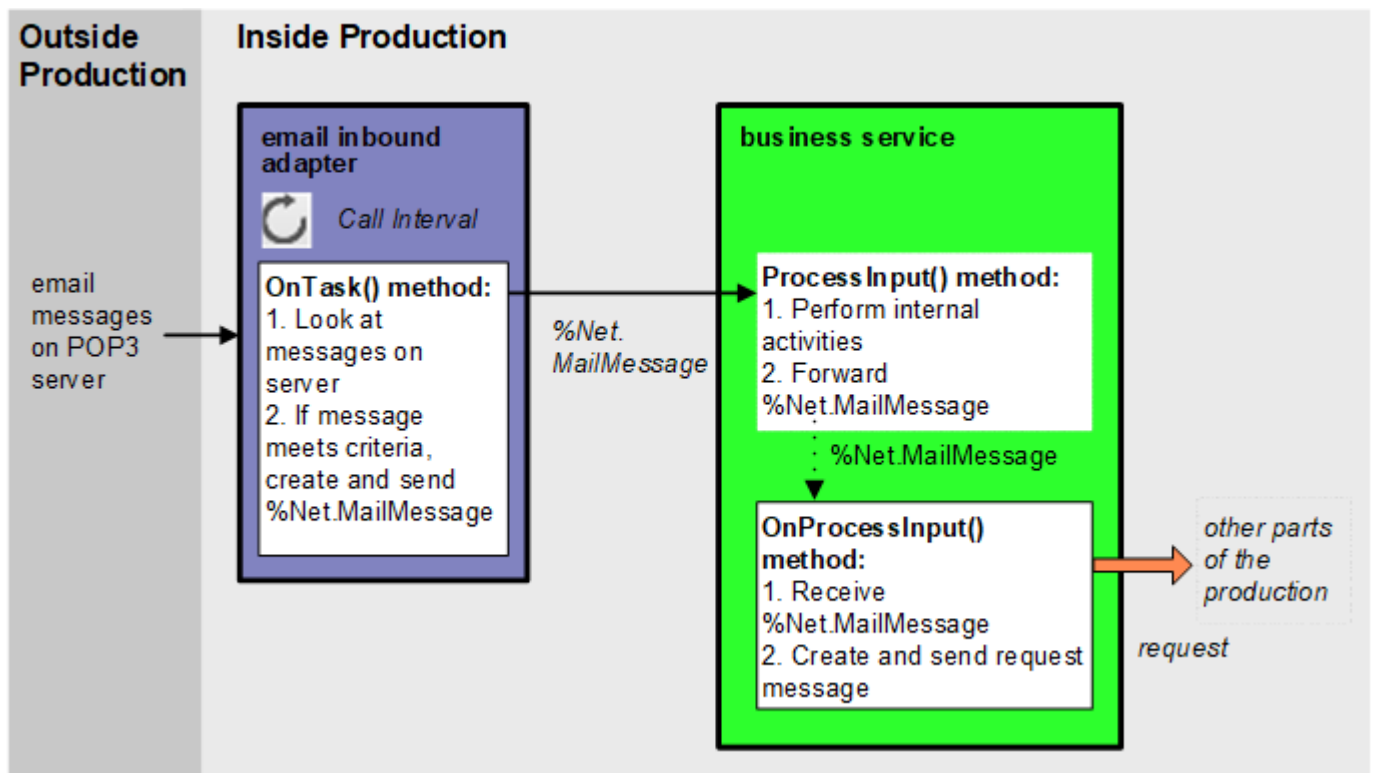 Outside
Production
Inside Production
email inbound
adapter
Call Interval
OnTask() method:
1. Look at
messages on
server
2. If message
meets criteria,
create and send
%Net.MailMessage
email
messages
on POP3
server
%Net.
MailMessage
business service
ProcessInput() method:
1. Perform internal
activities
2. Forward
%Net.MailMessage
%Net.MailMessage
OnProcessInput()
method:
1. Receive
%Net.MailMessage
2. Create and send request
message
other parts
of the
production
request